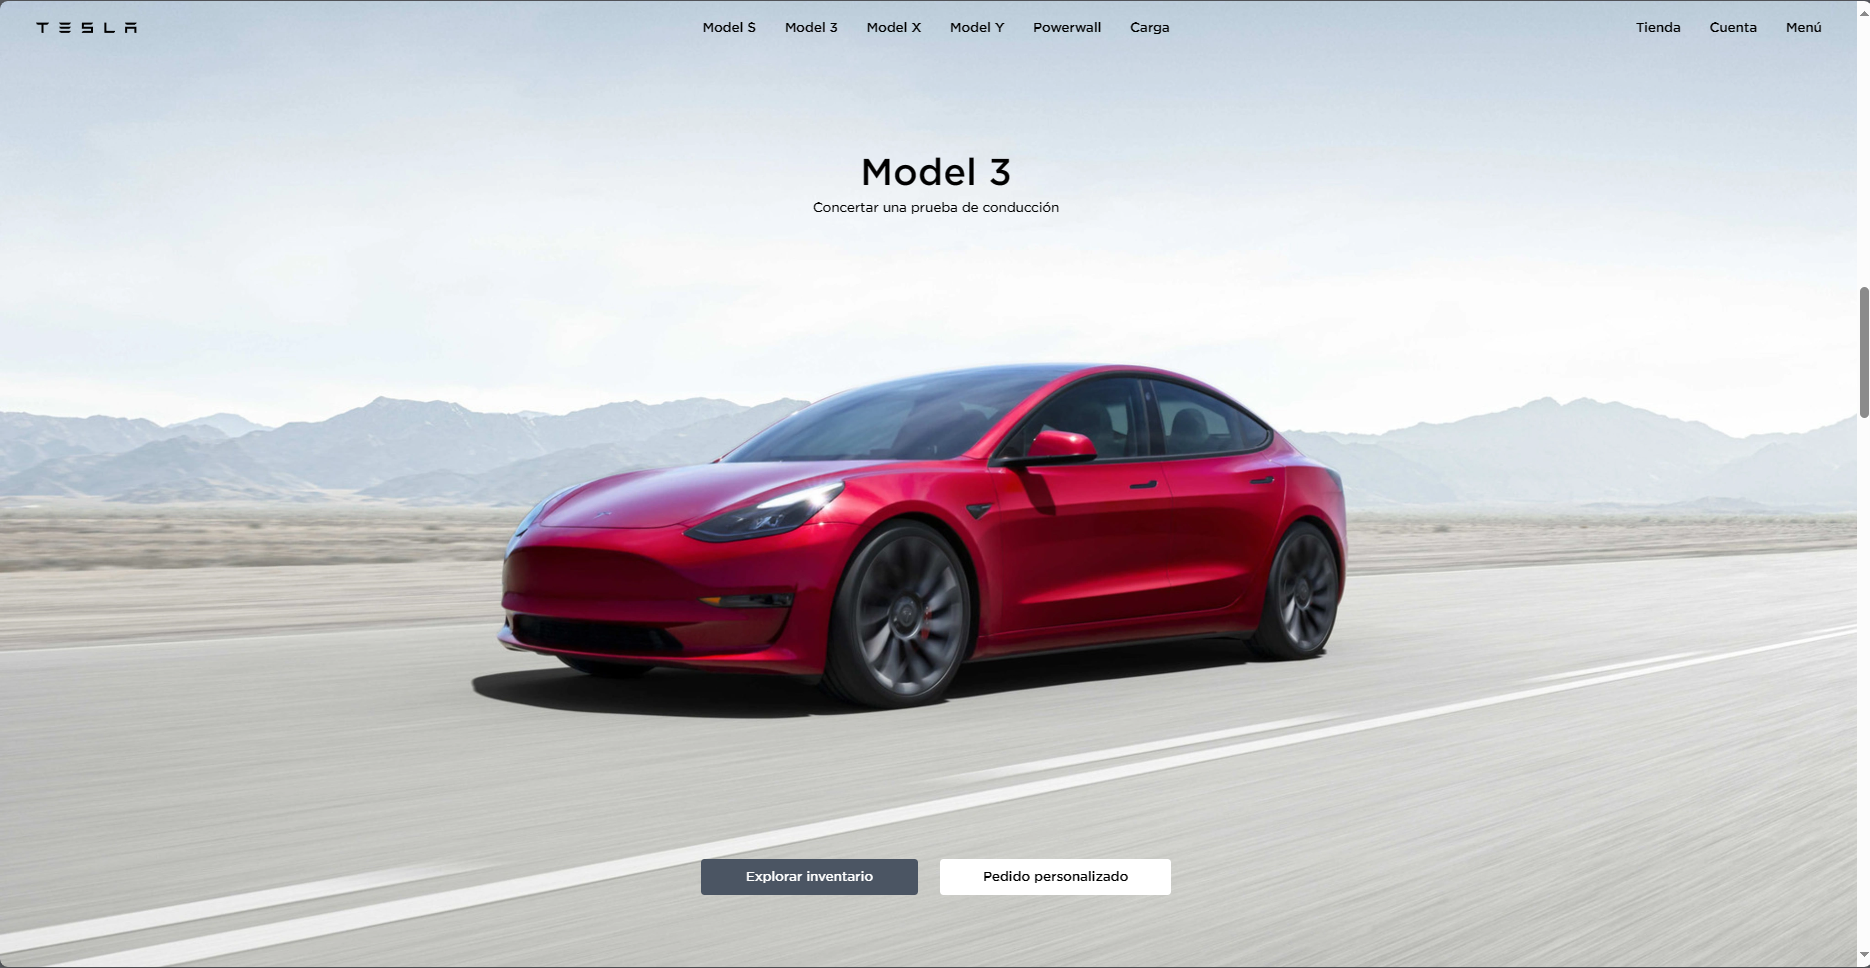 TESLA
Model S Model 3 Model X Model Y Powerwall Carga
Tienda Cuenta Menú
Model 3
Concertar una prueba de conducción
Explorar inventario
Pedido personalizado